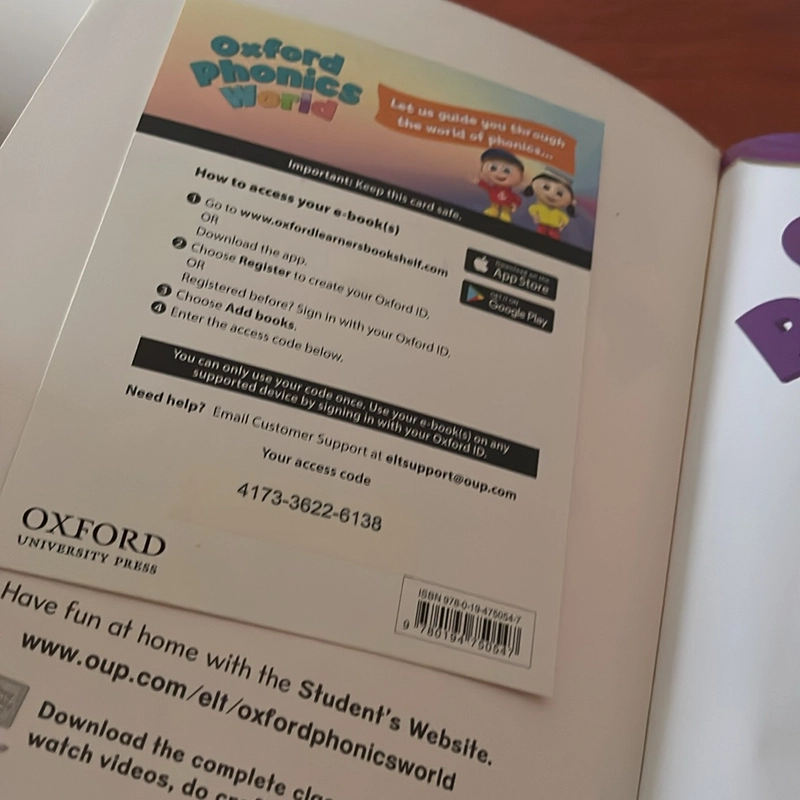 Oxford
Phonics
World
Let us guide you through
the world of phonics...
Important: Keep this card safe.
How to access your e-book(s)
1 Go to www.oxfordlearnersbookshelf.com
OR
Download the app.
2 Choose Register to create your Oxford ID.
OR
Registered before? Sign in with your Oxford ID.
3 Choose Add books.
4 Enter the access code below.
Download on the
App Store
GET IT ON
Google Play
You can only use your code once. Use your e-book(s) on any
supported device by signing in with your Oxford ID.
Need help? Email Customer Support at eltsupport@oup.com
Your access code
4173-3622-6138
OXFORD
UNIVERSITY PRESS
ISBN 978-0-19-475054-7
9 780194 750547
Have fun at home with the Student's Website.
www.oup.com/elt/oxfordphonicsworld
Download the complete
watch videos, do